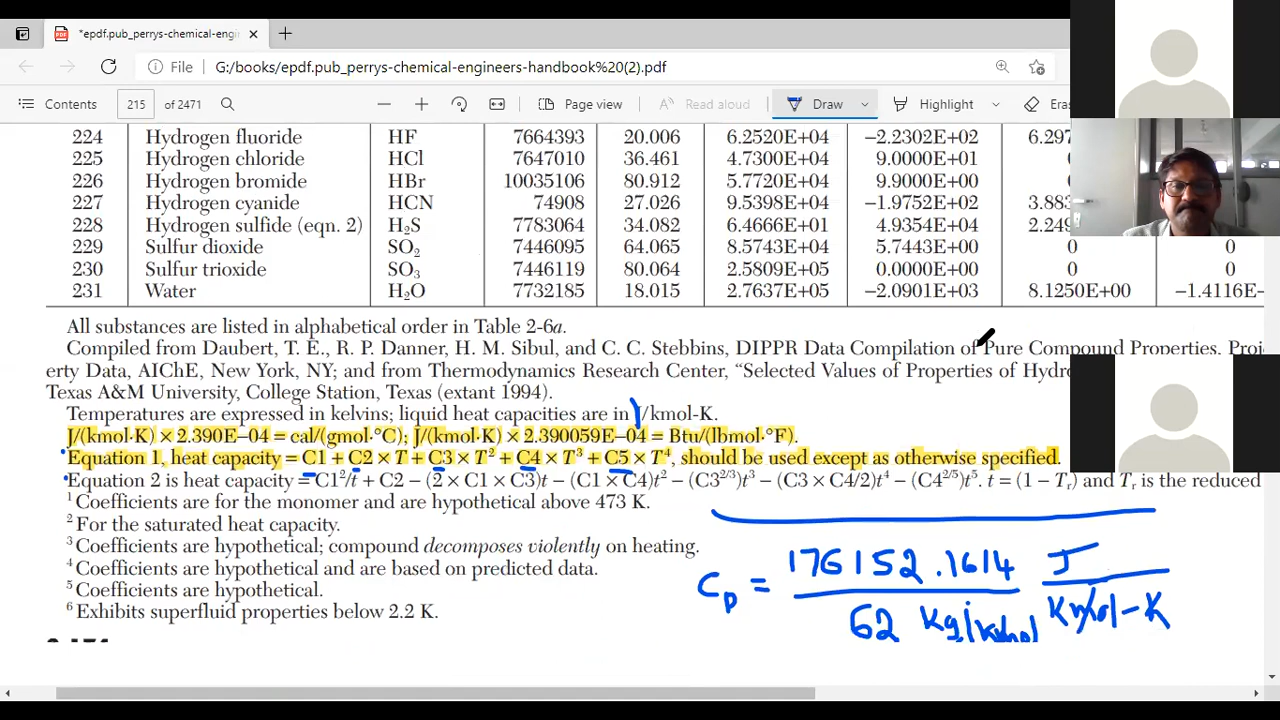 *epdf.pub_perrys-chemical-engi
File G:/books/epdf.pub_perrys-chemical-engineers-handbook%20(2).pdf
Contents 215 of 2471 Page view Read aloud Draw Highlight Era
224 Hydrogen fluoride HF 7664393 20.006 6.2520E+04 −2.2302E+02 6.297
225 Hydrogen chloride HCl 7647010 36.461 4.7300E+04 9.0000E+01
226 Hydrogen bromide HBr 10035106 80.912 5.7720E+04 9.9000E+00
227 Hydrogen cyanide HCN 74908 27.026 9.5398E+04 −1.9752E+02 3.883
228 Hydrogen sulfide (eqn. 2) H₂S 7783064 34.082 6.4666E+01 4.9354E+04 2.249
229 Sulfur dioxide SO₂ 7446095 64.065 8.5743E+04 5.7443E+00 0 0
230 Sulfur trioxide SO₃ 7446119 80.064 2.5809E+05 0.0000E+00 0 0
231 Water H₂O 7732185 18.015 2.7637E+05 −2.0901E+03 8.1250E+00 −1.4116E−
All substances are listed in alphabetical order in Table 2-6a.
Compiled from Daubert, T. E., R. P. Danner, H. M. Sibul, and C. C. Stebbins, DIPPR Data Compilation of Pure Compound Properties, Proj
erty Data, AIChE, New York, NY; and from Thermodynamics Research Center, “Selected Values of Properties of Hydro
Texas A&M University, College Station, Texas (extant 1994).
Temperatures are expressed in kelvins; liquid heat capacities are in J/kmol-K.
J/(kmol·K) × 2.390E−04 = cal/(gmol·°C); J/(kmol·K) × 2.390059E−04 = Btu/(lbmol·°F).
Equation 1, heat capacity = C1 + C2 × T + C3 × T² + C4 × T³ + C5 × T⁴, should be used except as otherwise specified.
Equation 2 is heat capacity = C1²/t + C2 − (2 × C1 × C3)t − (C1 × C4)t² − (C3²/³)t³ − (C3 × C4/2)t⁴ − (C4²/⁵)t⁵. t = (1 − Tr) and Tr is the reduced
¹ Coefficients are for the monomer and are hypothetical above 473 K.
² For the saturated heat capacity.
³ Coefficients are hypothetical; compound decomposes violently on heating.
⁴ Coefficients are hypothetical and are based on predicted data.
⁵ Coefficients are hypothetical.
⁶ Exhibits superfluid properties below 2.2 K.
Cp = 176152.1614 J
62 kg/kmol kmol-K